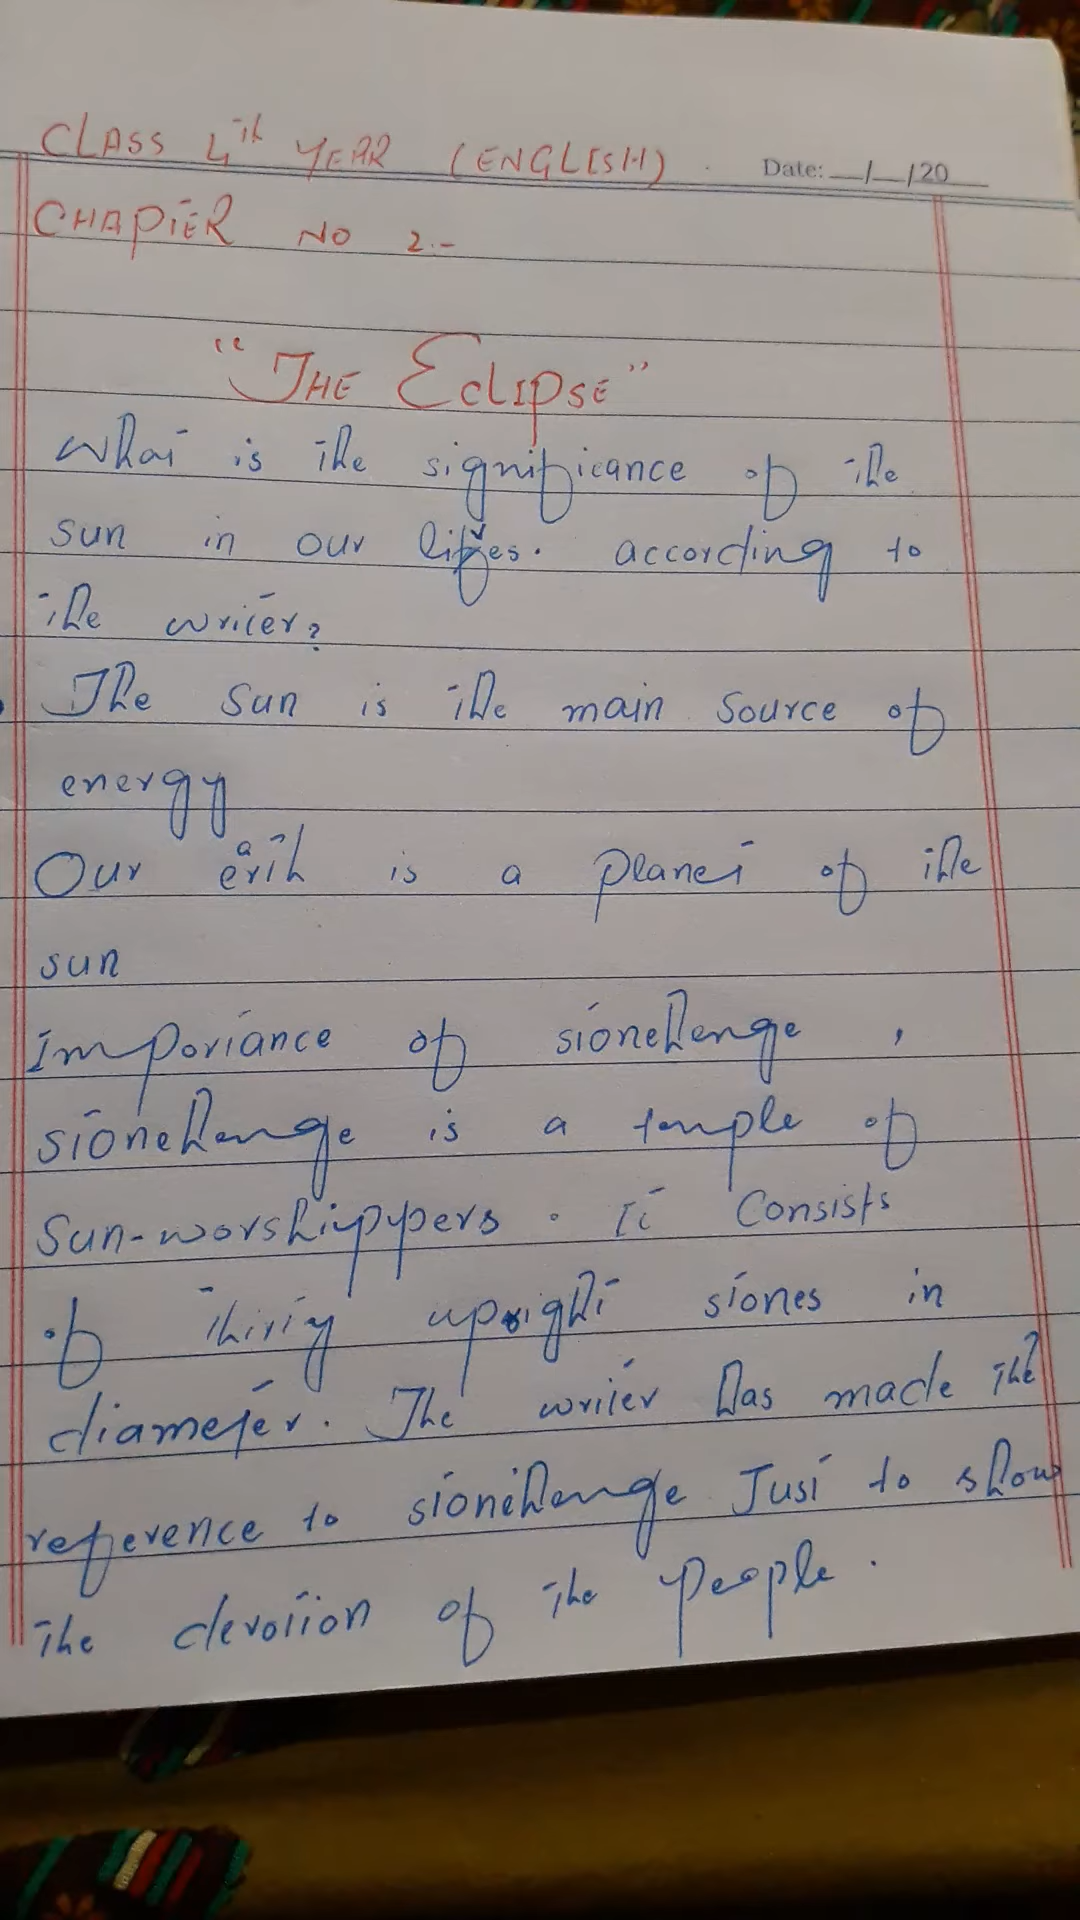 CLASS 4th YEAR (ENGLISH).
Date: __/__/20__
CHAPTER NO 2.-
"THE Eclipse"
What is the significance of the
sun in our lives. according to
the writer?
The Sun is the main source of
energy
Our earth is a planet of the
sun
Importance of stonehenge,
stonehenge is a temple of
Sun-worshippers. It consists
of thirty upright stones in
diameter. The writer has made the
reference to stonehenge Just to show
the devotion of the people.